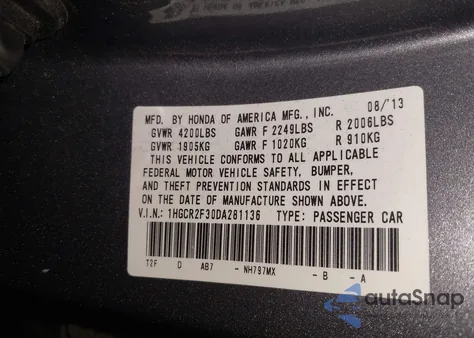 MFD. BY HONDA OF AMERICA MFG., INC. 08/'13
GVWR 4200LBS GAWR F 2249LBS R 2006LBS
GVWR 1905KG GAWR F 1020KG R 910KG
THIS VEHICLE CONFORMS TO ALL APPLICABLE
FEDERAL MOTOR VEHICLE SAFETY, BUMPER,
AND THEFT PREVENTION STANDARDS IN EFFECT
ON THE DATE OF MANUFACTURE SHOWN ABOVE.
V.I.N.: 1HGCR2F30DA281136 TYPE: PASSENGER CAR
T2F D AB7 -NH797MX -B -A
autoSnap